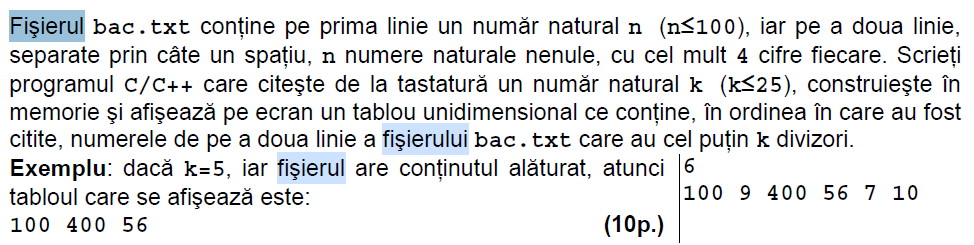 Fişierul bac.txt conţine pe prima linie un număr natural n (n≤100), iar pe a doua linie,
separate prin câte un spaţiu, n numere naturale nenule, cu cel mult 4 cifre fiecare. Scrieţi
programul C/C++ care citeşte de la tastatură un număr natural k (k≤25), construieşte în
memorie şi afişează pe ecran un tablou unidimensional ce conţine, în ordinea în care au fost
citite, numerele de pe a doua linie a fişierului bac.txt care au cel puţin k divizori.
Exemplu: dacă k=5, iar fişierul are conţinutul alăturat, atunci
tabloul care se afişează este:
100 400 56 (10p.)
6
100 9 400 56 7 10